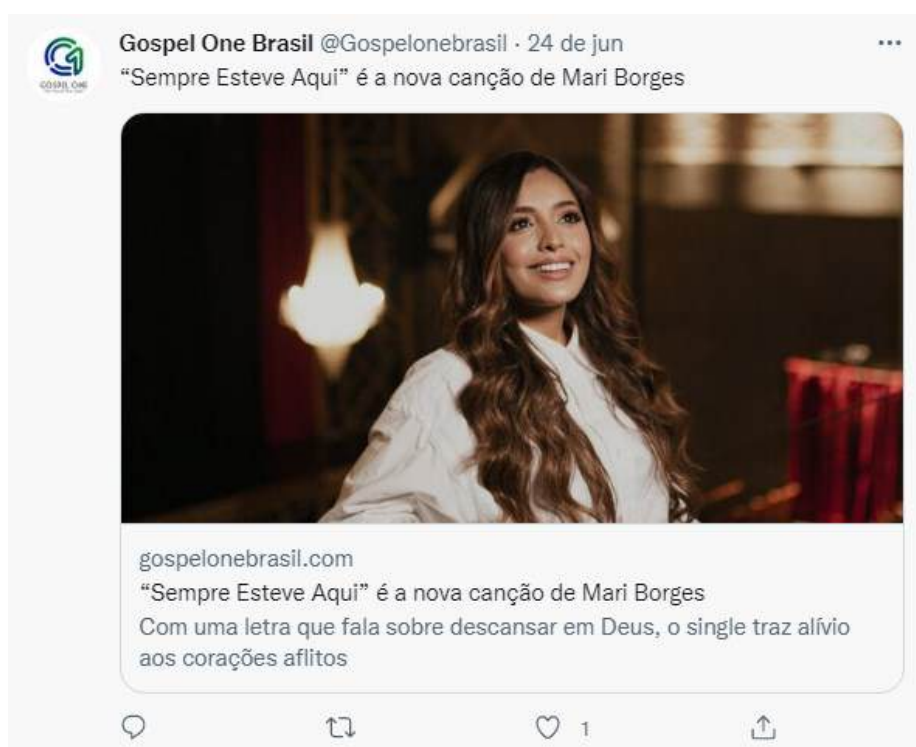 Gospel One Brasil @Gospelonebrasil · 24 de jun
“Sempre Esteve Aqui” é a nova canção de Mari Borges
GOSPEL ONE
gospelonebrasil.com
“Sempre Esteve Aqui” é a nova canção de Mari Borges
Com uma letra que fala sobre descansar em Deus, o single traz alívio
aos corações aflitos
1